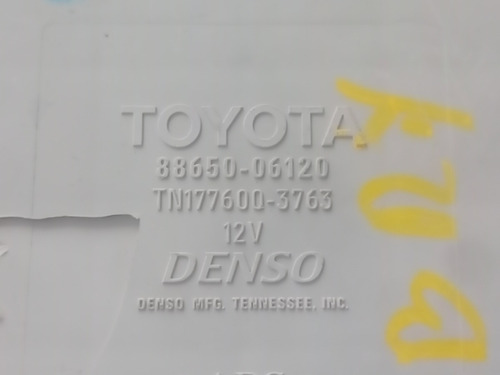 TOYOTA
88650-06120
TN177600-3763
12V
DENSO
DENSO MFG. TENNESSEE, INC.